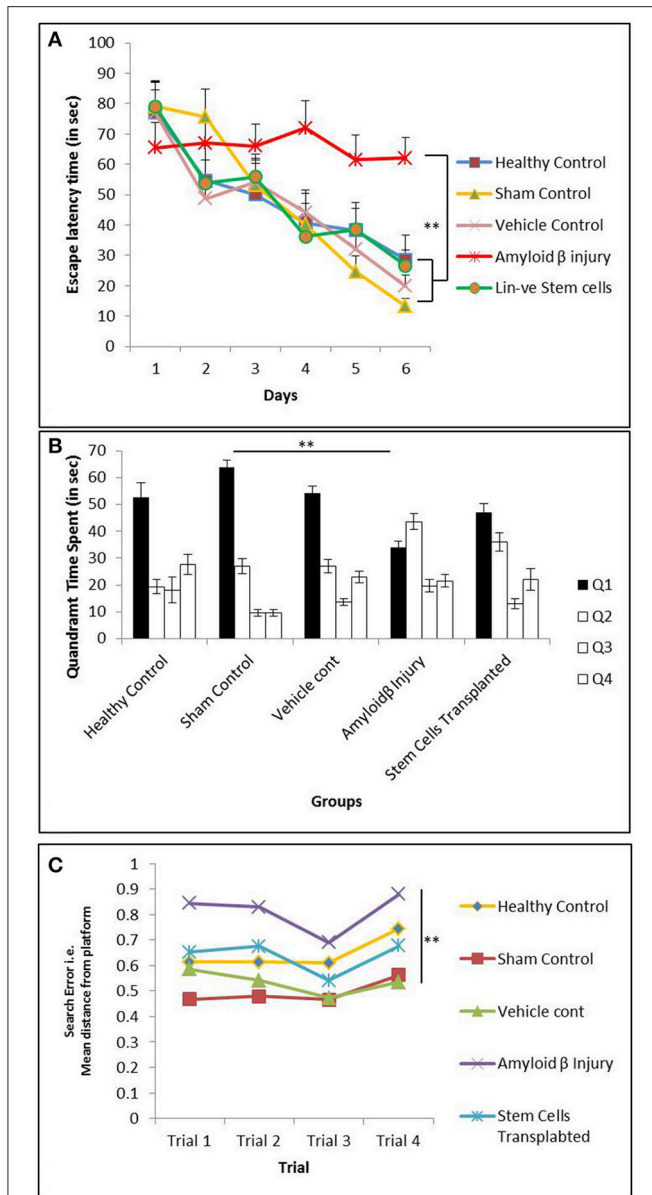 A
Escape latency time (in sec)
100
90
80
70
60
50
40
30
20
10
0
1 2 3 4 5 6
Days
Healthy Control
Sham Control
Vehicle Control
Amyloid β injury
Lin-ve Stem cells
**
B
Quandramt Time Spent (in sec)
70
60
50
40
30
20
10
0
**
Healthy Control
Sham Control
Vehicle cont
Amyloidβ Injury
Stem Cells Transplanted
Groups
Q1
Q2
Q3
Q4
C
Search Error i.e.
Mean distance from platform
1
0.9
0.8
0.7
0.6
0.5
0.4
0.3
0.2
0.1
0
Trial 1 Trial 2 Trial 3 Trial 4
Trial
**
Healthy Control
Sham Control
Vehicle cont
Amyloid β Injury
Stem Cells
Transplabted